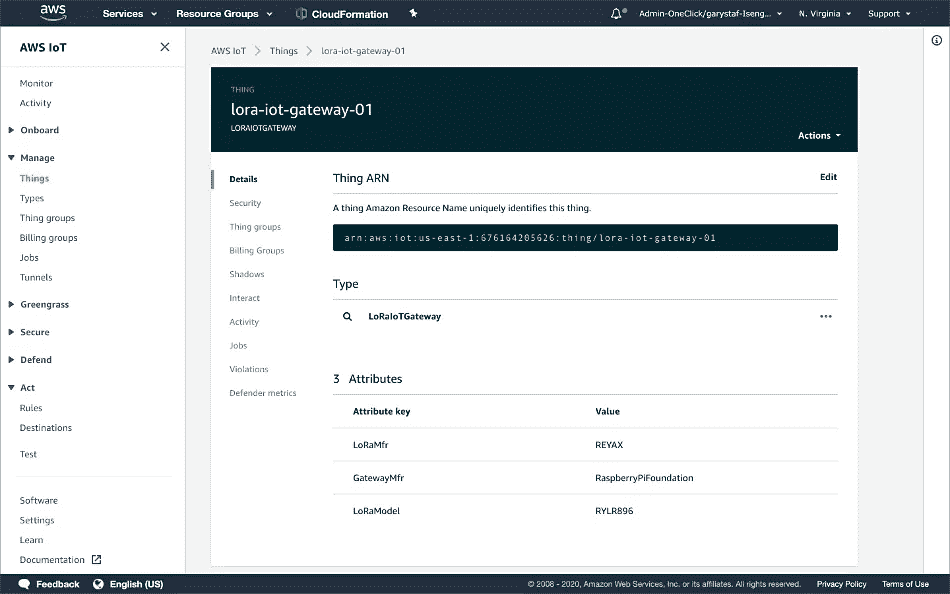 aws
Services
Resource Groups
CloudFormation
Admin-OneClick/garystaf-Iseng...
N. Virginia
Support
AWS IoT
Monitor
Activity
Onboard
Manage
Things
Types
Thing groups
Billing groups
Jobs
Tunnels
Greengrass
Secure
Defend
Act
Rules
Destinations
Test
Software
Settings
Learn
Documentation
AWS IoT
Things
lora-iot-gateway-01
THING
lora-iot-gateway-01
LORAIOTGATEWAY
Actions
Details
Security
Thing groups
Billing Groups
Shadows
Interact
Activity
Jobs
Violations
Defender metrics
Thing ARN
Edit
A thing Amazon Resource Name uniquely identifies this thing.
arn:aws:iot:us-east-1:676164205626:thing/lora-iot-gateway-01
Type
LoRaIoTGateway
3 Attributes
Attribute key Value
LoRaMfr REYAX
GatewayMfr RaspberryPiFoundation
LoRaModel RYLR896
Feedback
English (US)
© 2008 - 2020, Amazon Web Services, Inc. or its affiliates. All rights reserved.
Privacy Policy
Terms of Use